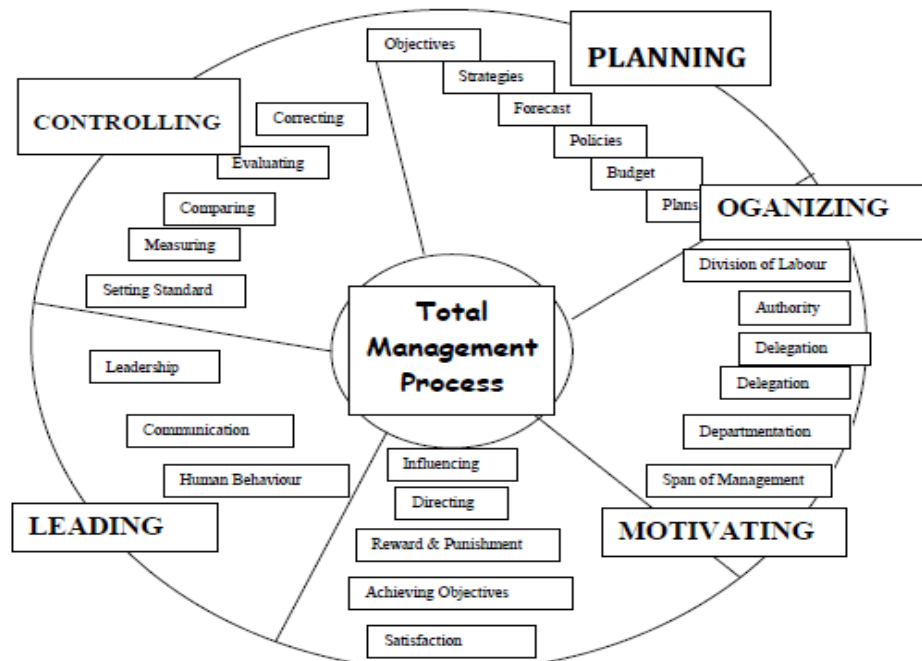 PLANNING
Objectives
Strategies
Forecast
Policies
Budget
Plans
OGANIZING
Division of Labour
Authority
Delegation
Delegation
Departmentation
Span of Management
MOTIVATING
Influencing
Directing
Reward & Punishment
Achieving Objectives
Satisfaction
LEADING
Leadership
Communication
Human Behaviour
CONTROLLING
Correcting
Evaluating
Comparing
Measuring
Setting Standard
Total
Management
Process